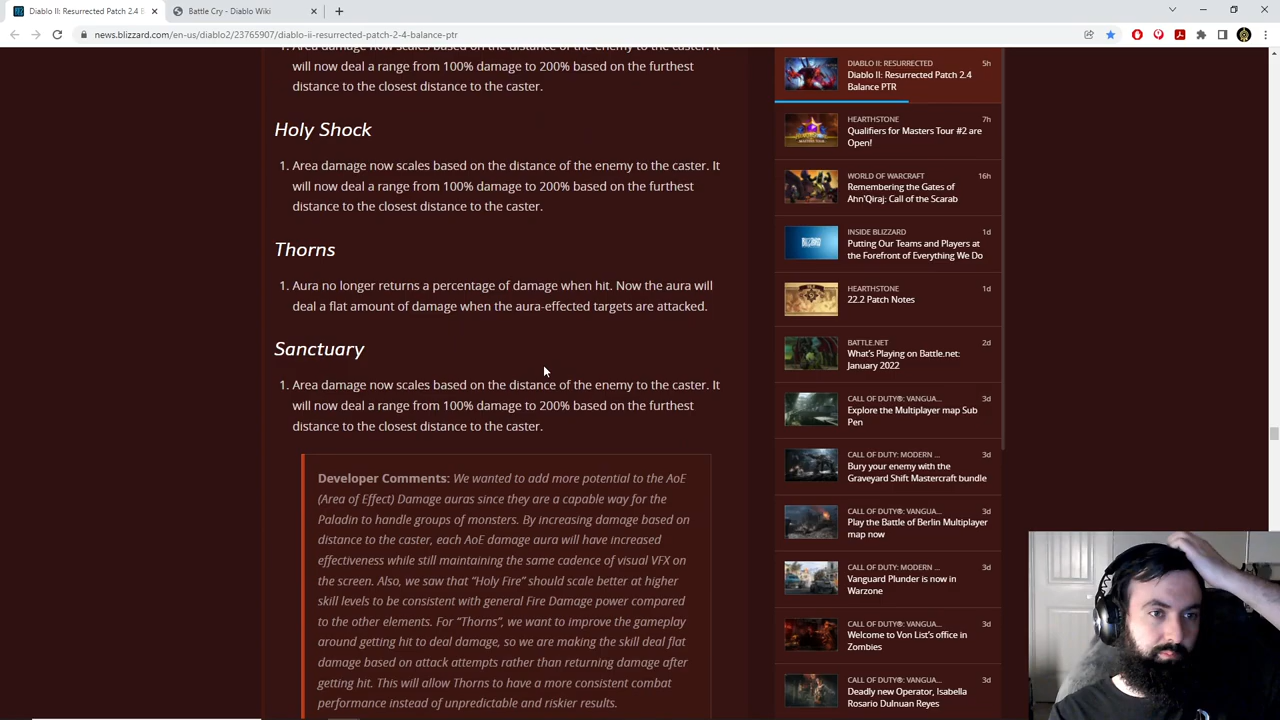 Diablo II: Resurrected Patch 2.4 B
Battle Cry - Diablo Wiki
news.blizzard.com/en-us/diablo2/23765907/diablo-ii-resurrected-patch-2-4-balance-ptr
1. Area damage now scales based on the distance of the enemy to the caster. It
will now deal a range from 100% damage to 200% based on the furthest
distance to the closest distance to the caster.
Holy Shock
1. Area damage now scales based on the distance of the enemy to the caster. It
will now deal a range from 100% damage to 200% based on the furthest
distance to the closest distance to the caster.
Thorns
1. Aura no longer returns a percentage of damage when hit. Now the aura will
deal a flat amount of damage when the aura-effected targets are attacked.
Sanctuary
1. Area damage now scales based on the distance of the enemy to the caster. It
will now deal a range from 100% damage to 200% based on the furthest
distance to the closest distance to the caster.
Developer Comments: We wanted to add more potential to the AoE
(Area of Effect) Damage auras since they are a capable way for the
Paladin to handle groups of monsters. By increasing damage based on
distance to the caster, each AoE damage aura will have increased
effectiveness while still maintaining the same cadence of visual VFX on
the screen. Also, we saw that “Holy Fire” should scale better at higher
skill levels to be consistent with general Fire Damage power compared
to the other elements. For “Thorns”, we want to improve the gameplay
around getting hit to deal damage, so we are making the skill deal flat
damage based on attack attempts rather than returning damage after
getting hit. This will allow Thorns to have a more consistent combat
performance instead of unpredictable and riskier results.
DIABLO II: RESURRECTED 5h
Diablo II: Resurrected Patch 2.4
Balance PTR
HEARTHSTONE 7h
Qualifiers for Masters Tour #2 are
Open!
WORLD OF WARCRAFT 16h
Remembering the Gates of
Ahn'Qiraj: Call of the Scarab
INSIDE BLIZZARD 1d
Putting Our Teams and Players at
the Forefront of Everything We Do
HEARTHSTONE 1d
22.2 Patch Notes
BATTLE.NET 2d
What's Playing on Battle.net:
January 2022
CALL OF DUTY®: VANGUA... 3d
Explore the Multiplayer map Sub
Pen
CALL OF DUTY: MODERN ... 3d
Bury your enemy with the
Graveyard Shift Mastercraft bundle
CALL OF DUTY®: VANGUA... 3d
Play the Battle of Berlin Multiplayer
map now
CALL OF DUTY: MODERN ... 3d
Vanguard Plunder is now in
Warzone
CALL OF DUTY®: VANGUA... 3d
Welcome to Von List's office in
Zombies
CALL OF DUTY®: VANGUA... 3d
Deadly new Operator, Isabella
Rosario Dulnuan Reyes